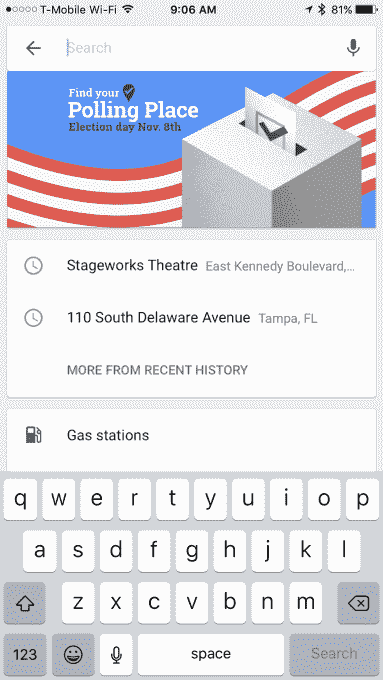 T-Mobile Wi-Fi 9:06 AM 81%
Search
Find your
Polling Place
Election day Nov. 8th
Stageworks Theatre East Kennedy Boulevard,...
110 South Delaware Avenue Tampa, FL
MORE FROM RECENT HISTORY
Gas stations
q w e r t y u i o p
a s d f g h j k l
z x c v b n m
123 space Search